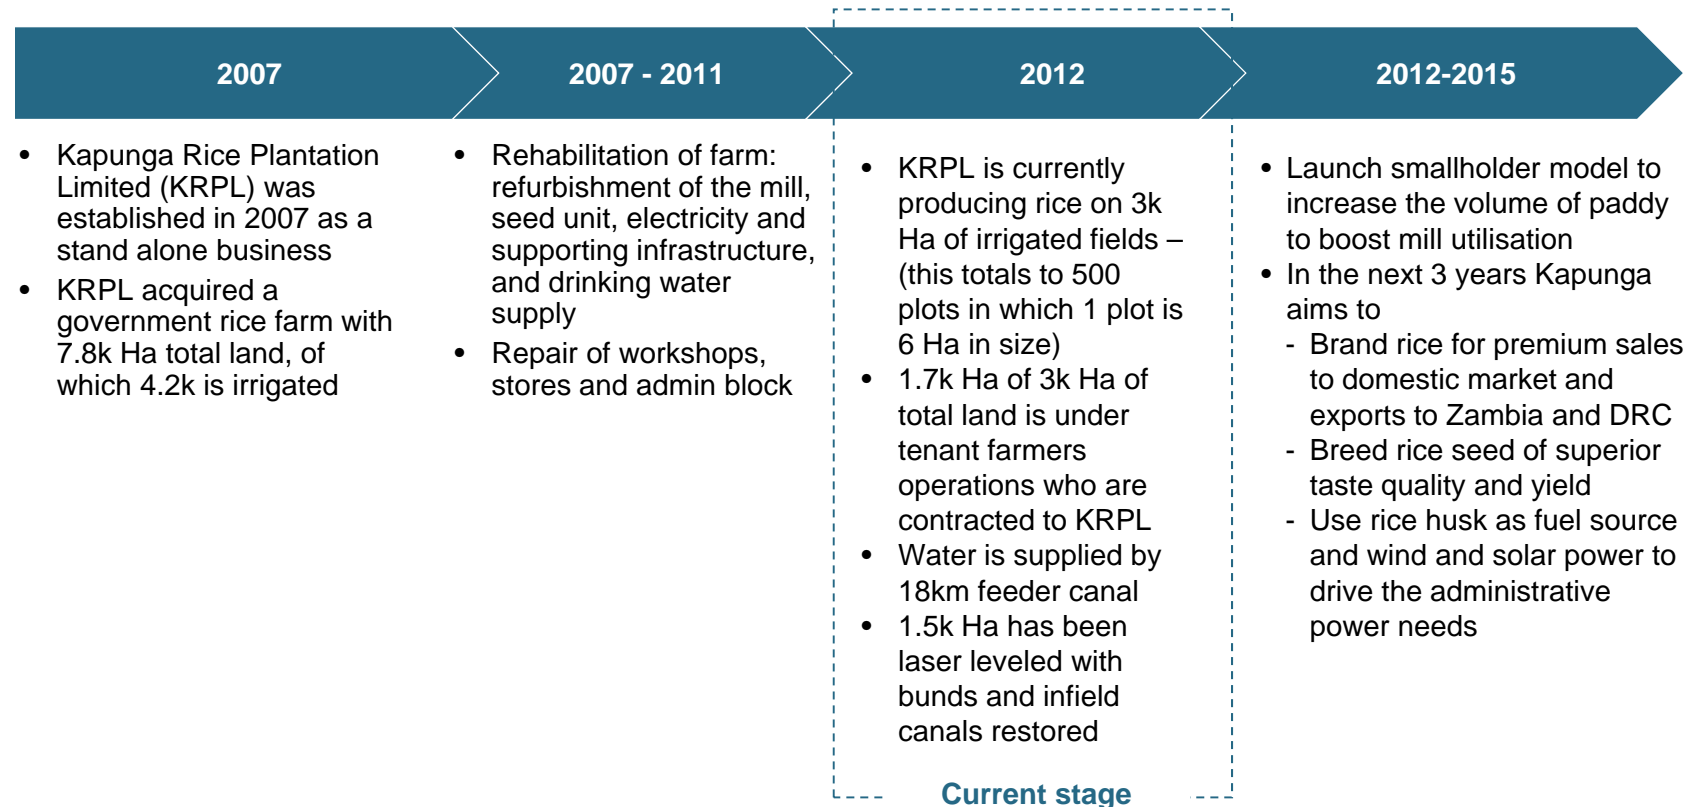 2007
2007 - 2011
2012
2012-2015
• Kapunga Rice Plantation
Limited (KRPL) was
established in 2007 as a
stand alone business
• KRPL acquired a
government rice farm with
7.8k Ha total land, of
which 4.2k is irrigated
• Rehabilitation of farm:
refurbishment of the mill,
seed unit, electricity and
supporting infrastructure,
and drinking water
supply
• Repair of workshops,
stores and admin block
• KRPL is currently
producing rice on 3k
Ha of irrigated fields –
(this totals to 500
plots in which 1 plot is
6 Ha in size)
• 1.7k Ha of 3k Ha of
total land is under
tenant farmers
operations who are
contracted to KRPL
• Water is supplied by
18km feeder canal
• 1.5k Ha has been
laser leveled with
bunds and infield
canals restored
Current stage
• Launch smallholder model to
increase the volume of paddy
to boost mill utilisation
• In the next 3 years Kapunga
aims to
- Brand rice for premium sales
to domestic market and
exports to Zambia and DRC
- Breed rice seed of superior
taste quality and yield
- Use rice husk as fuel source
and wind and solar power to
drive the administrative
power needs